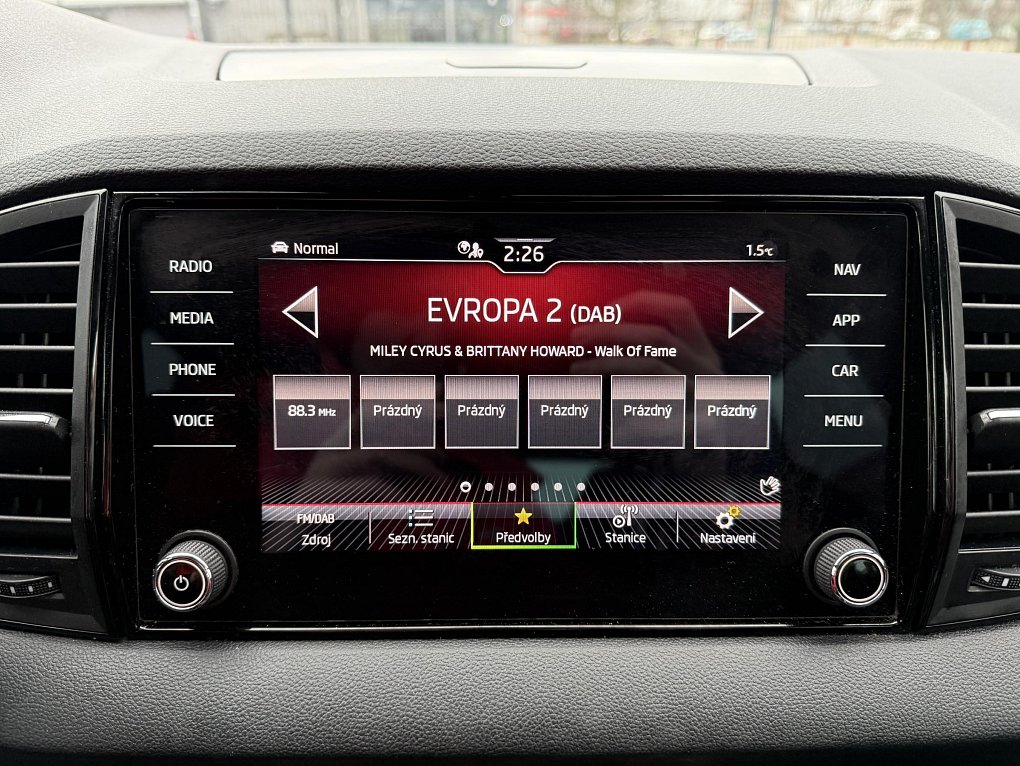 Normal 2:26 1.5°C
RADIO
MEDIA
PHONE
VOICE
EVROPA 2 (DAB)
MILEY CYRUS & BRITTANY HOWARD - Walk Of Fame
88.3 MHz Prázdný Prázdný Prázdný Prázdný Prázdný
FM/DAB
Zdroj Sezn. stanic Předvolby Stanice Nastavení
NAV
APP
CAR
MENU